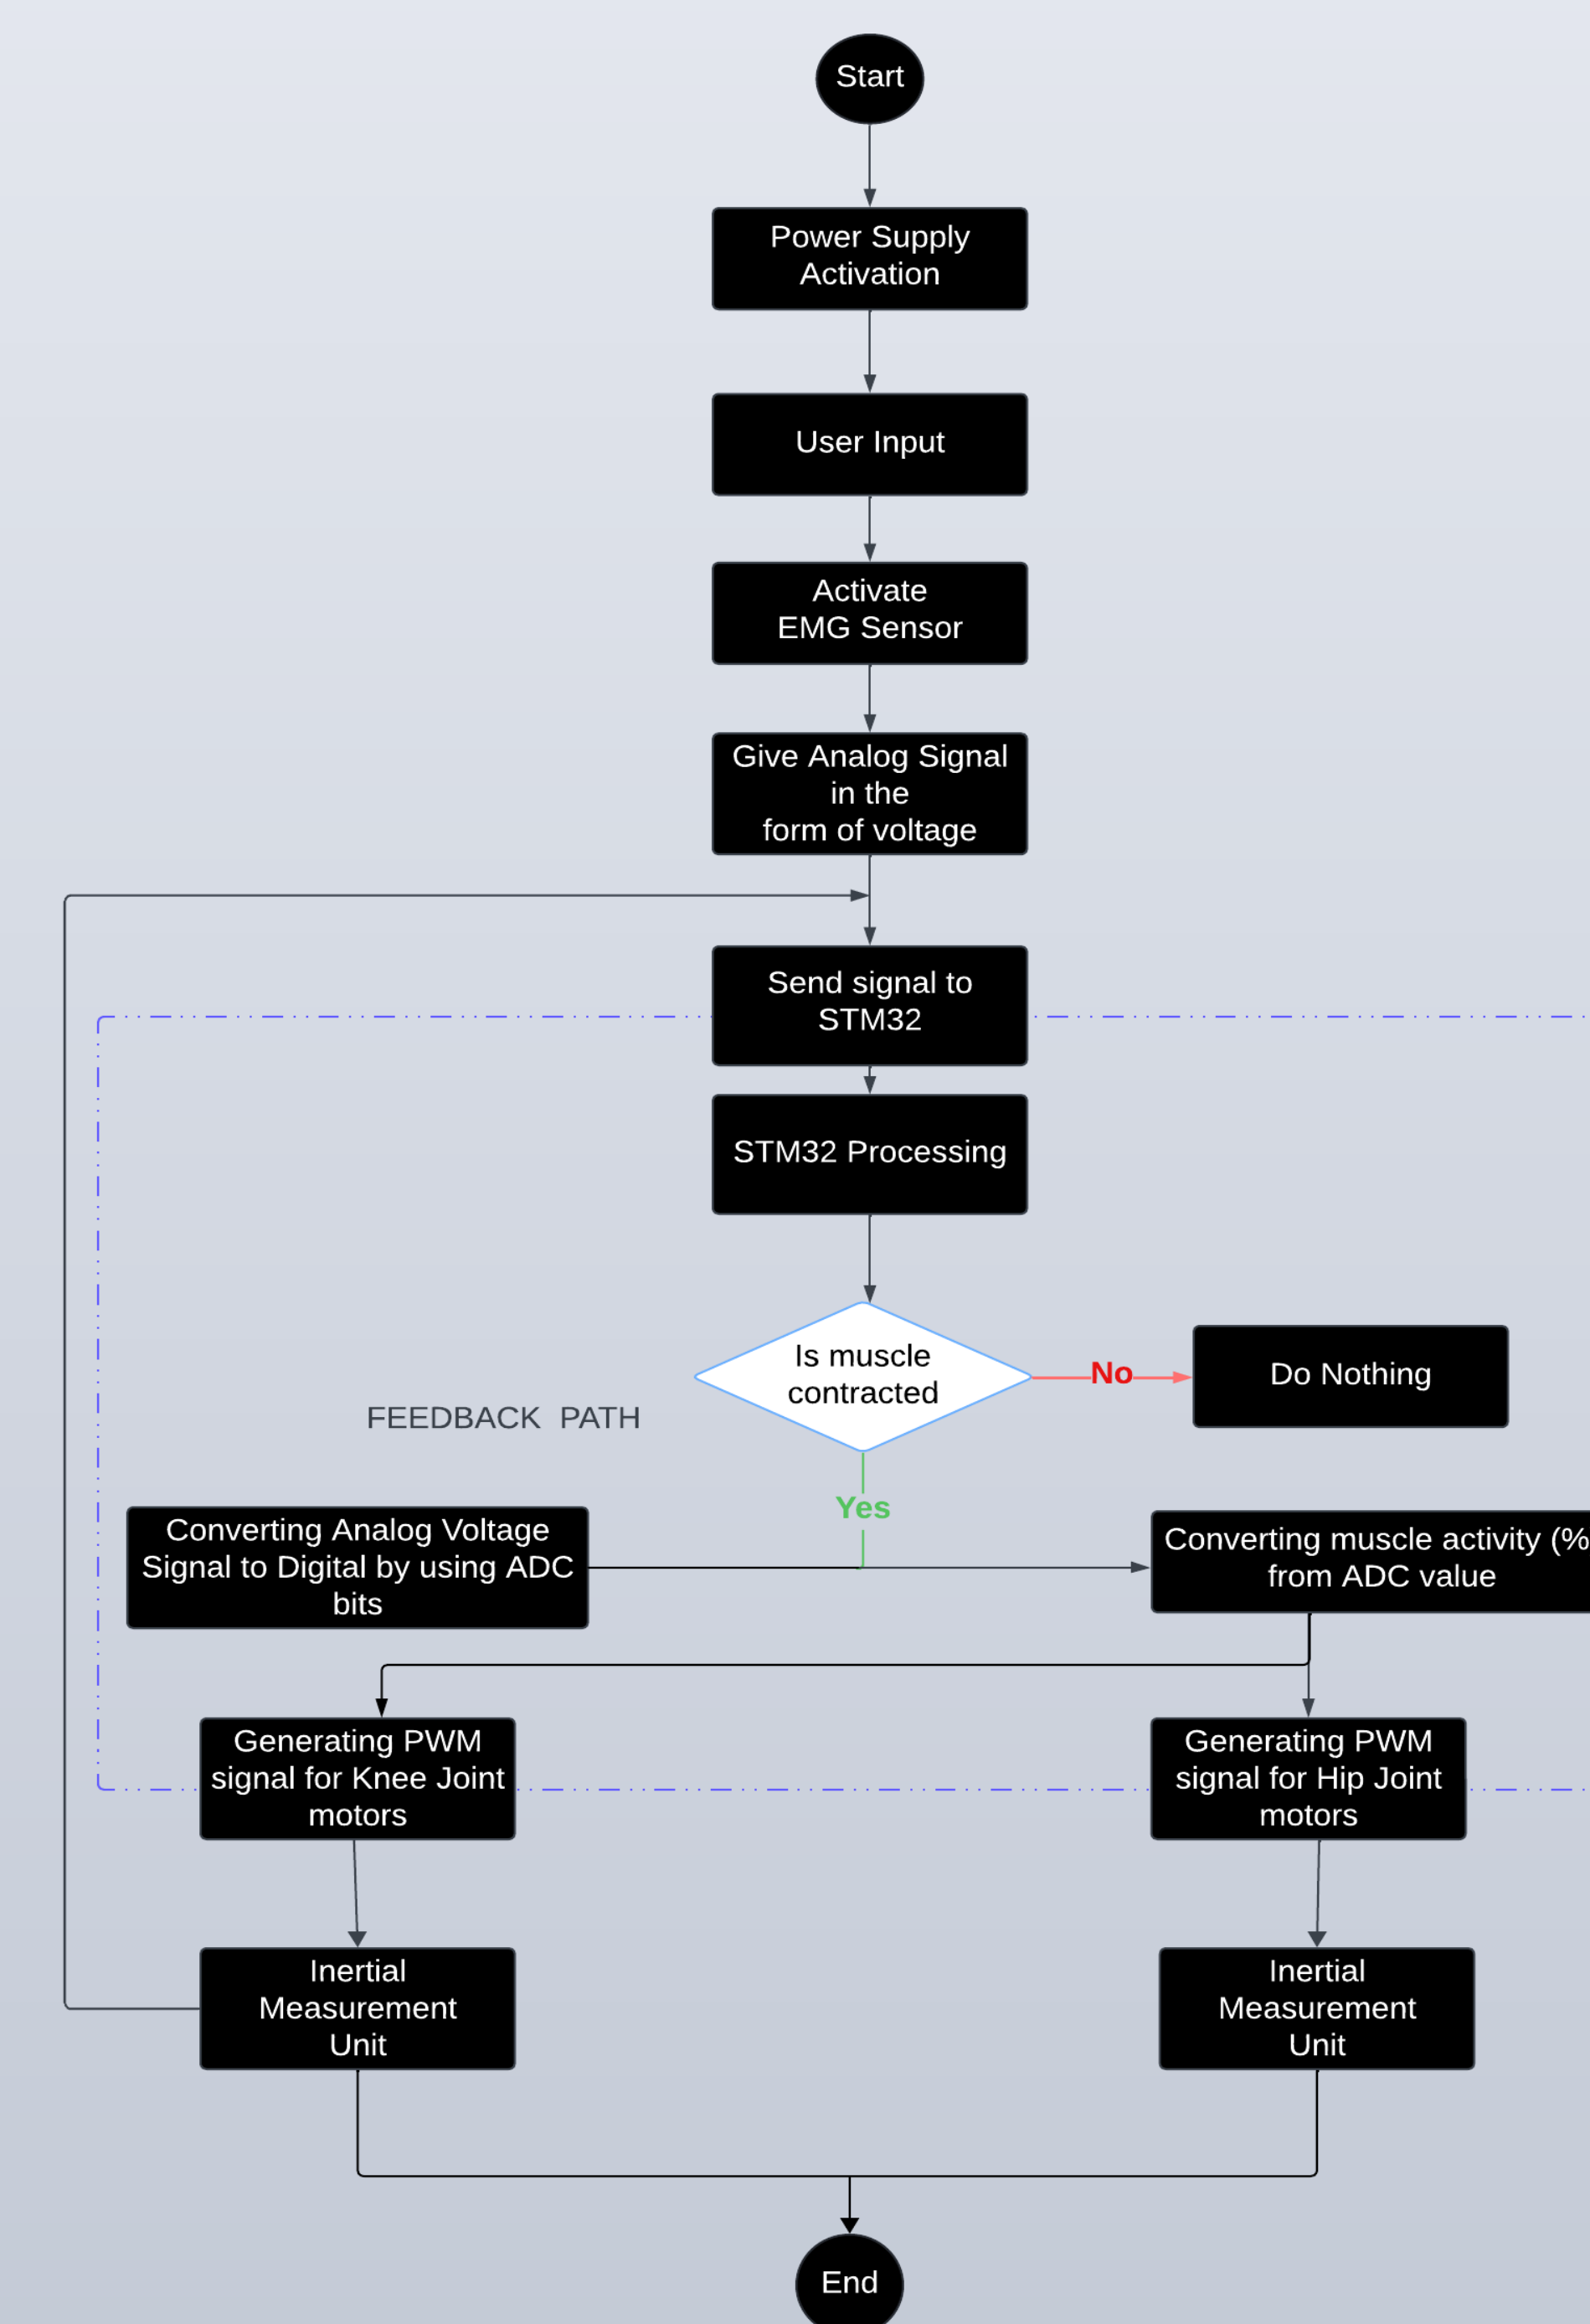 Start
Power Supply
Activation
User Input
Activate
EMG Sensor
Give Analog Signal
in the
form of voltage
Send signal to
STM32
STM32 Processing
Is muscle
contracted
No
Do Nothing
FEEDBACK PATH
Yes
Converting Analog Voltage
Signal to Digital by using ADC
bits
Converting muscle activity (%
from ADC value
Generating PWM
signal for Knee Joint
motors
Generating PWM
signal for Hip Joint
motors
Inertial
Measurement
Unit
Inertial
Measurement
Unit
End